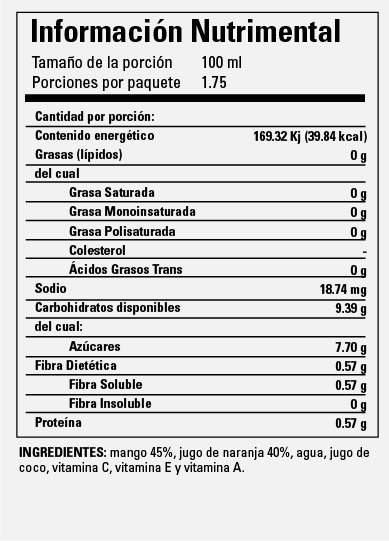 Información Nutrimental
Tamaño de la porción 100 ml
Porciones por paquete 1.75
Cantidad por porción:
Contenido energético 169.32 Kj (39.84 kcal)
Grasas (lípidos) 0 g
del cual
Grasa Saturada 0 g
Grasa Monoinsaturada 0 g
Grasa Polisaturada 0 g
Colesterol -
Ácidos Grasos Trans 0 g
Sodio 18.74 mg
Carbohidratos disponibles 9.39 g
del cual:
Azúcares 7.70 g
Fibra Dietética 0.57 g
Fibra Soluble 0.57 g
Fibra Insoluble 0 g
Proteína 0.57 g
INGREDIENTES: mango 45%, jugo de naranja 40%, agua, jugo de
coco, vitamina C, vitamina E y vitamina A.